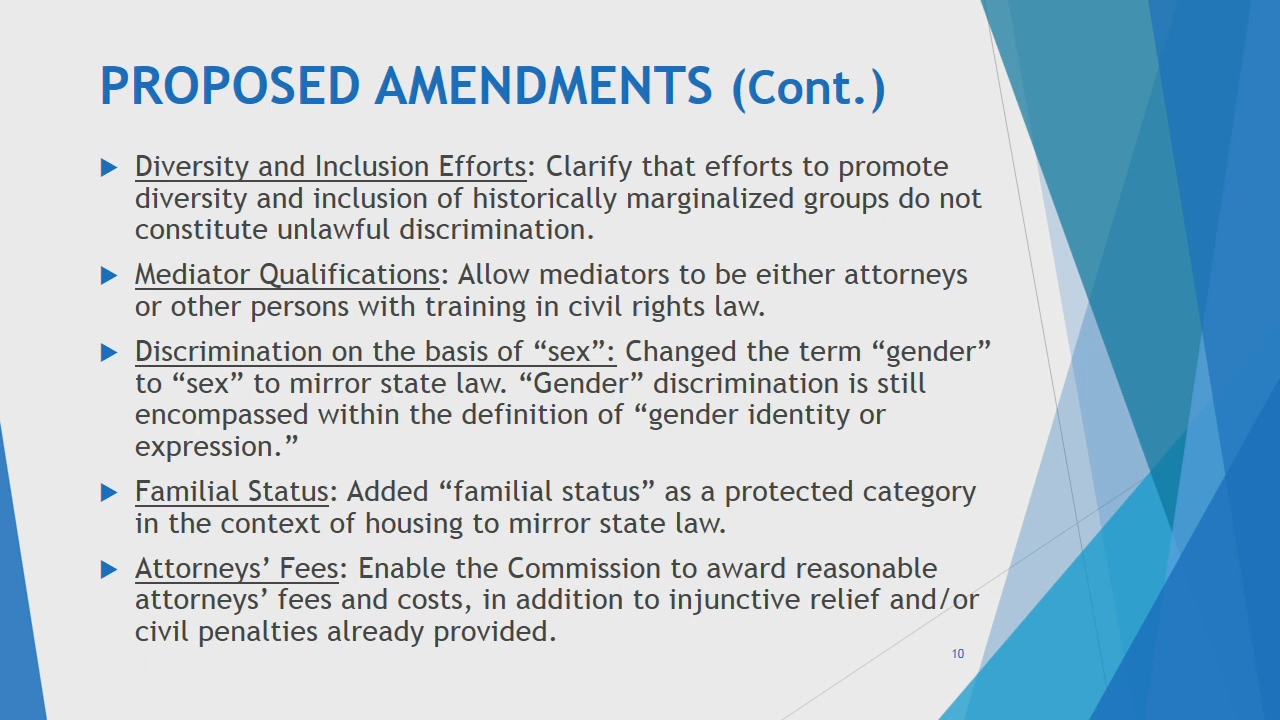 PROPOSED AMENDMENTS (Cont.)
Diversity and Inclusion Efforts: Clarify that efforts to promote
diversity and inclusion of historically marginalized groups do not
constitute unlawful discrimination.
Mediator Qualifications: Allow mediators to be either attorneys
or other persons with training in civil rights law.
Discrimination on the basis of “sex”: Changed the term “gender”
to “sex” to mirror state law. “Gender” discrimination is still
encompassed within the definition of “gender identity or
expression.”
Familial Status: Added “familial status” as a protected category
in the context of housing to mirror state law.
Attorneys’ Fees: Enable the Commission to award reasonable
attorneys’ fees and costs, in addition to injunctive relief and/or
civil penalties already provided.
10